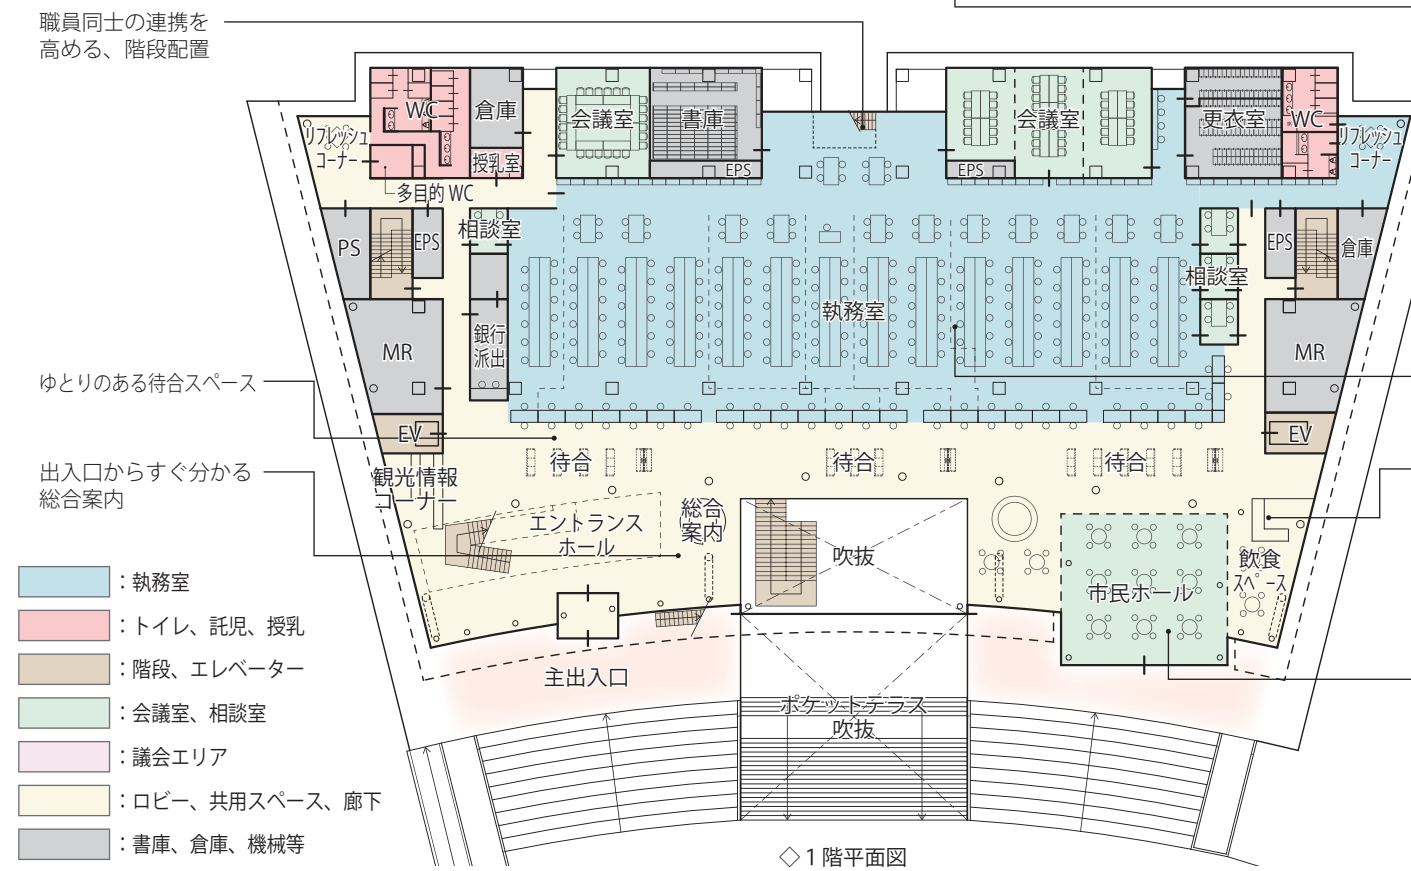 職員同士の連携を
高める、階段配置
WC
倉庫
会議室
書庫
会議室
更衣室
WC
リフレッシュ
コーナー
リフレッシュ
コーナー
授乳室
EPS
EPS
多目的 WC
PS
EPS
相談室
EPS
倉庫
相談室
執務室
銀行
派出
MR
MR
ゆとりのある待合スペース
EV
EV
待合
待合
待合
出入口からすぐ分かる
総合案内
観光情報
コーナー
エントランス
ホール
総合
案内
吹抜
飲食
スペース
市民ホール
主出入口
ポケットテラス
吹抜
:執務室
:トイレ、託児、授乳
:階段、エレベーター
:会議室、相談室
:議会エリア
:ロビー、共用スペース、廊下
:書庫、倉庫、機械等
◇1階平面図